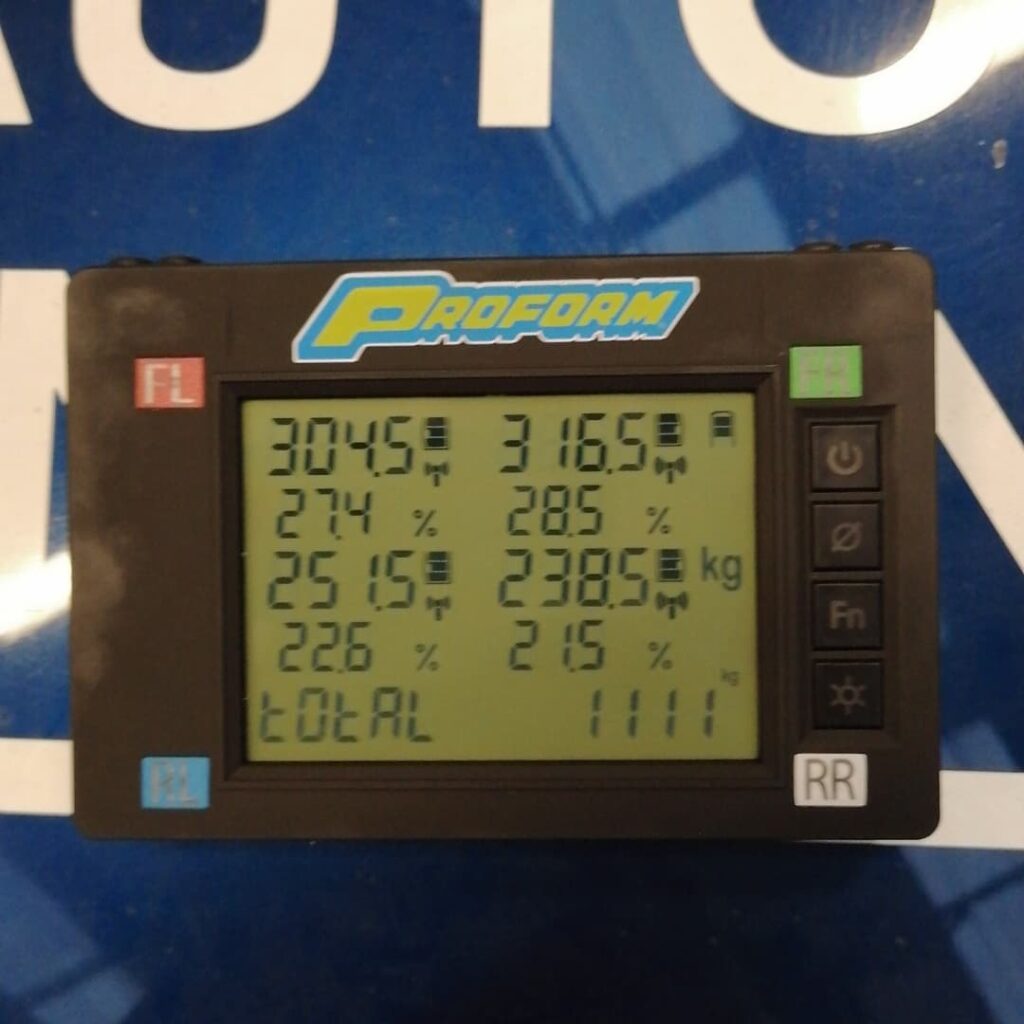 AUTO
PROFORM
FL FR
304.5 316.5
27.4 % 28.5 %
251.5 238.5 kg
22.6 % 21.5 %
kg
tOtAL 1111
Fn
RL RR